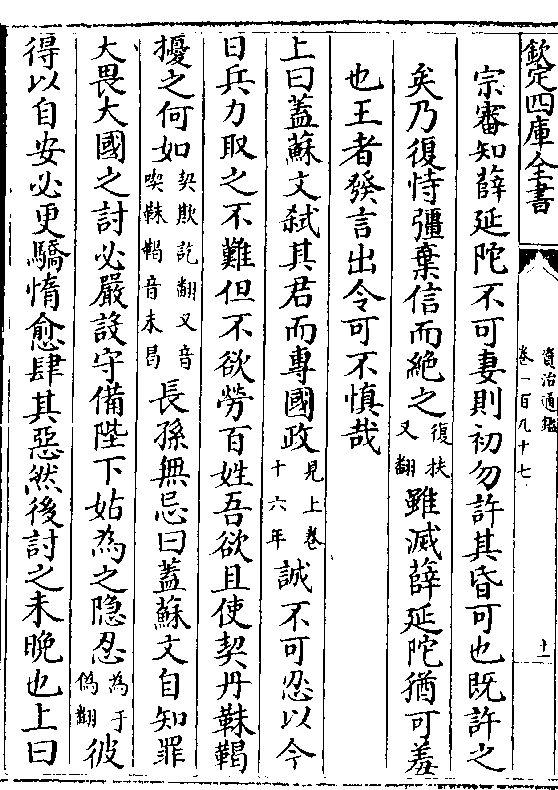 欽定四庫全書
資治通鑑
卷一百九十七
十一
宗審知薛延陀不可妻則初勿許其昏可也既許之
矣乃復恃彊棄信而絶之復扶又翻雖滅薛延陀猶可羞
也王者發言出令可不慎哉
上曰蓋蘇文弑其君而專國政見上卷十六年誠不可忍以今
日兵力取之不難但不欲勞百姓吾欲且使契丹靺鞨
擾之何如契欺訖翻又音喫靺鞨音末曷長孫無忌曰蓋蘇文自知罪
大畏大國之討必嚴設守備陛下姑為之隐忍為于偽翻彼
得以自安必更驕惰愈肆其惡然後討之未晚也上曰